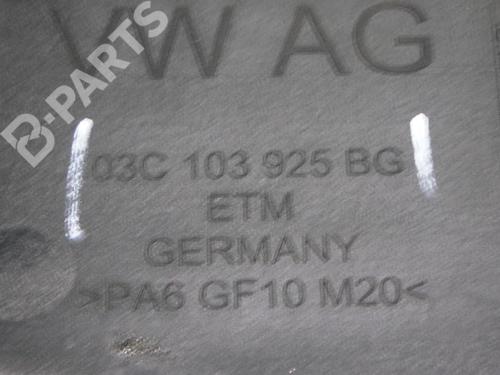 VW AG
B-PARTS
03C 103 925 BG
ETM
GERMANY
>PA6 GF10 M20<